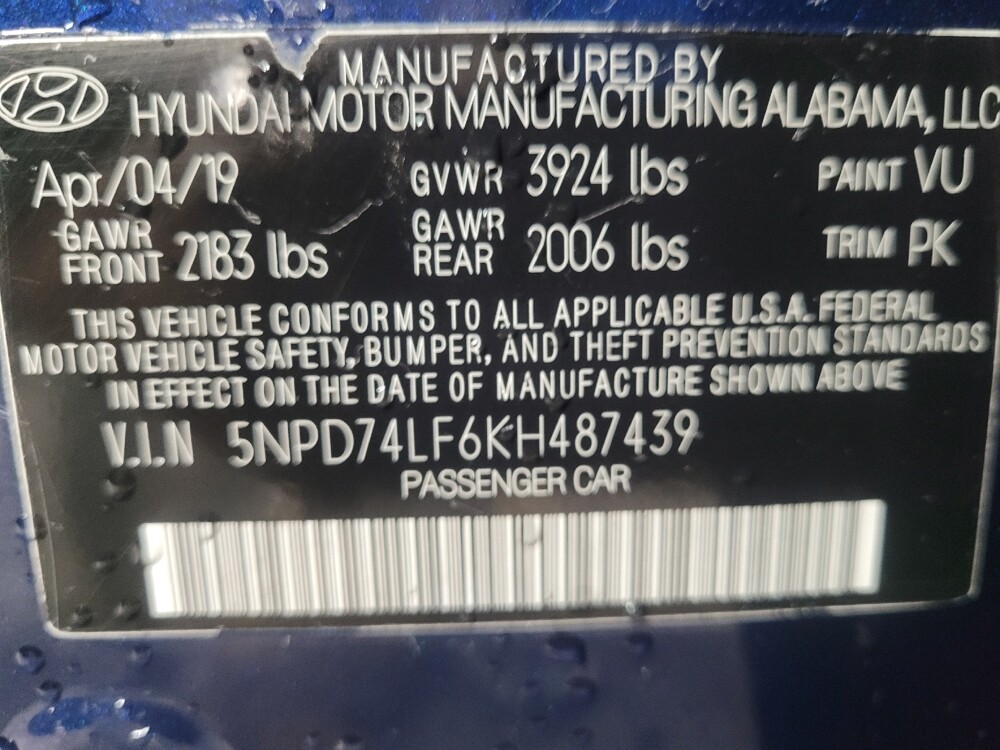 MANUFACTURED BY
HYUNDAI MOTOR MANUFACTURING ALABAMA, LLC
Apr/04/19 GVWR 3924 lbs PAINT VU
GAWR FRONT 2183 lbs GAWR REAR 2006 lbs TRIM PK
THIS VEHICLE CONFORMS TO ALL APPLICABLE U.S.A. FEDERAL
MOTOR VEHICLE SAFETY, BUMPER, AND THEFT PREVENTION STANDARDS
IN EFFECT ON THE DATE OF MANUFACTURE SHOWN ABOVE
V.I.N 5NPD74LF6KH487439
PASSENGER CAR